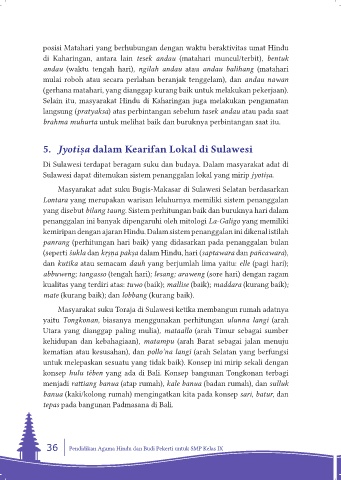 posisi Matahari yang berhubungan dengan waktu beraktivitas umat Hindu
di Kaharingan, antara lain tesek andau (matahari muncul/terbit), bentuk
andau (waktu tengah hari), ngilah andau atau andau balihang (matahari
mulai roboh atau secara perlahan beranjak tenggelam), dan andau nawan
(gerhana matahari, yang dianggap kurang baik untuk melakukan pekerjaan).
Selain itu, masyarakat Hindu di Kaharingan juga melakukan pengamatan
langsung (pratyaksa) atas perbintangan sebelum tasek andau atau pada saat
brahma muhurta untuk melihat baik dan buruknya perbintangan saat itu.
5. Jyotiṣa dalam Kearifan Lokal di Sulawesi
Di Sulawesi terdapat beragam suku dan budaya. Dalam masyarakat adat di
Sulawesi dapat ditemukan sistem penanggalan lokal yang mirip jyotiṣa.
Masyarakat adat suku Bugis-Makasar di Sulawesi Selatan berdasarkan
Lontara yang merupakan warisan leluhurnya memiliki sistem penanggalan
yang disebut bilang taung. Sistem perhitungan baik dan buruknya hari dalam
penanggalan ini banyak dipengaruhi oleh mitologi La-Galigo yang memiliki
kemiripan dengan ajaran Hindu. Dalam sistem penanggalan ini dikenal istilah
panrang (perhitungan hari baik) yang didasarkan pada penanggalan bulan
(seperti śukla dan kṛṣṇa pakṣa dalam Hindu, hari (saptawara dan pañcawara),
dan kutika atau semacam dauh yang berjumlah lima yaitu: elle (pagi hari);
abbuweng; tangasso (tengah hari); lesang; araweng (sore hari) dengan ragam
kualitas yang terdiri atas: tuwo (baik); mallise (baik); maddara (kurang baik);
mate (kurang baik); dan lobbang (kurang baik).
Masyarakat suku Toraja di Sulawesi ketika membangun rumah adatnya
yaitu Tongkonan, biasanya menggunakan perhitungan ulunna langi (arah
Utara yang dianggap paling mulia), mataallo (arah Timur sebagai sumber
kehidupan dan kebahagiaan), matampu (arah Barat sebagai jalan menuju
kematian atau kesusahan), dan pollo'na langi (arah Selatan yang berfungsi
untuk melepaskan sesuatu yang tidak baik). Konsep ini mirip sekali dengan
konsep hulu tĕben yang ada di Bali. Konsep bangunan Tongkonan terbagi
menjadi rattiang banua (atap rumah), kale banua (badan rumah), dan sulluk
banua (kaki/kolong rumah) mengingatkan kita pada konsep sari, batur, dan
tepas pada bangunan Padmasana di Bali.
36 Pendidikan Agama Hindu dan Budi Pekerti untuk SMP Kelas IX